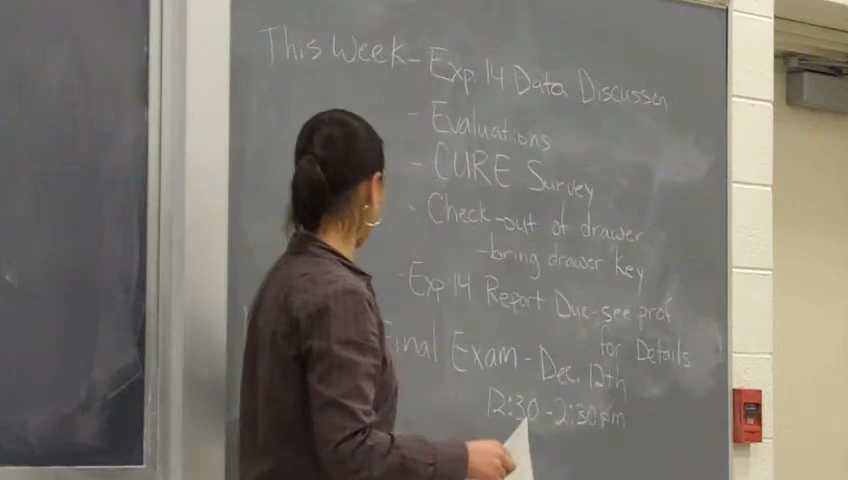 This Week- Exp. 14 Data Discusson
- Evaluations
- CURE Survey
- Check-out of drawer
-bring drawer key
- Exp 14 Report Due-see prof
for Details
Final Exam - Dec. 12th
12:30 - 2:30pm